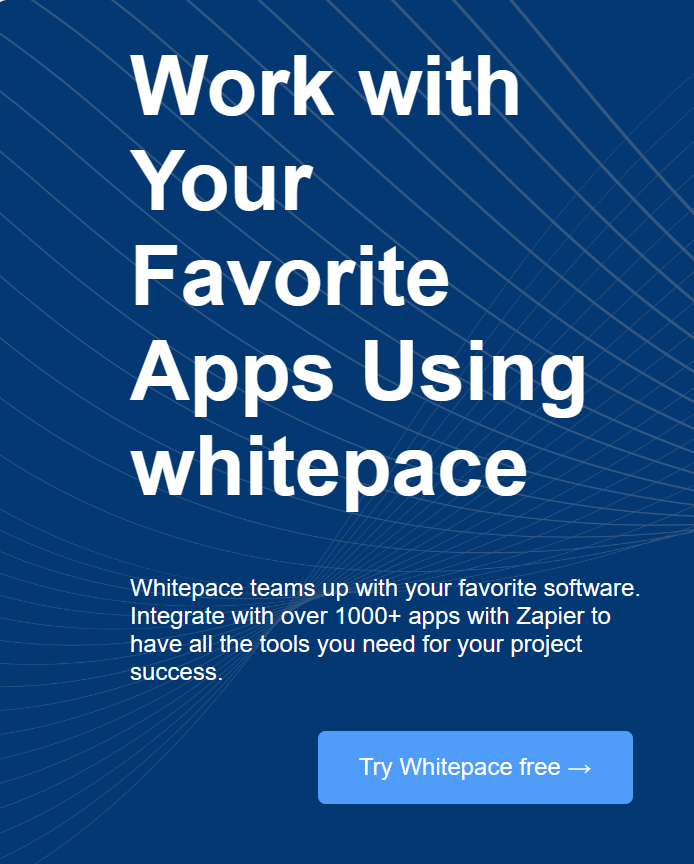 Work with
Your
Favorite
Apps Using
whitepace
Whitepace teams up with your favorite software.
Integrate with over 1000+ apps with Zapier to
have all the tools you need for your project
success.
Try Whitepace free →